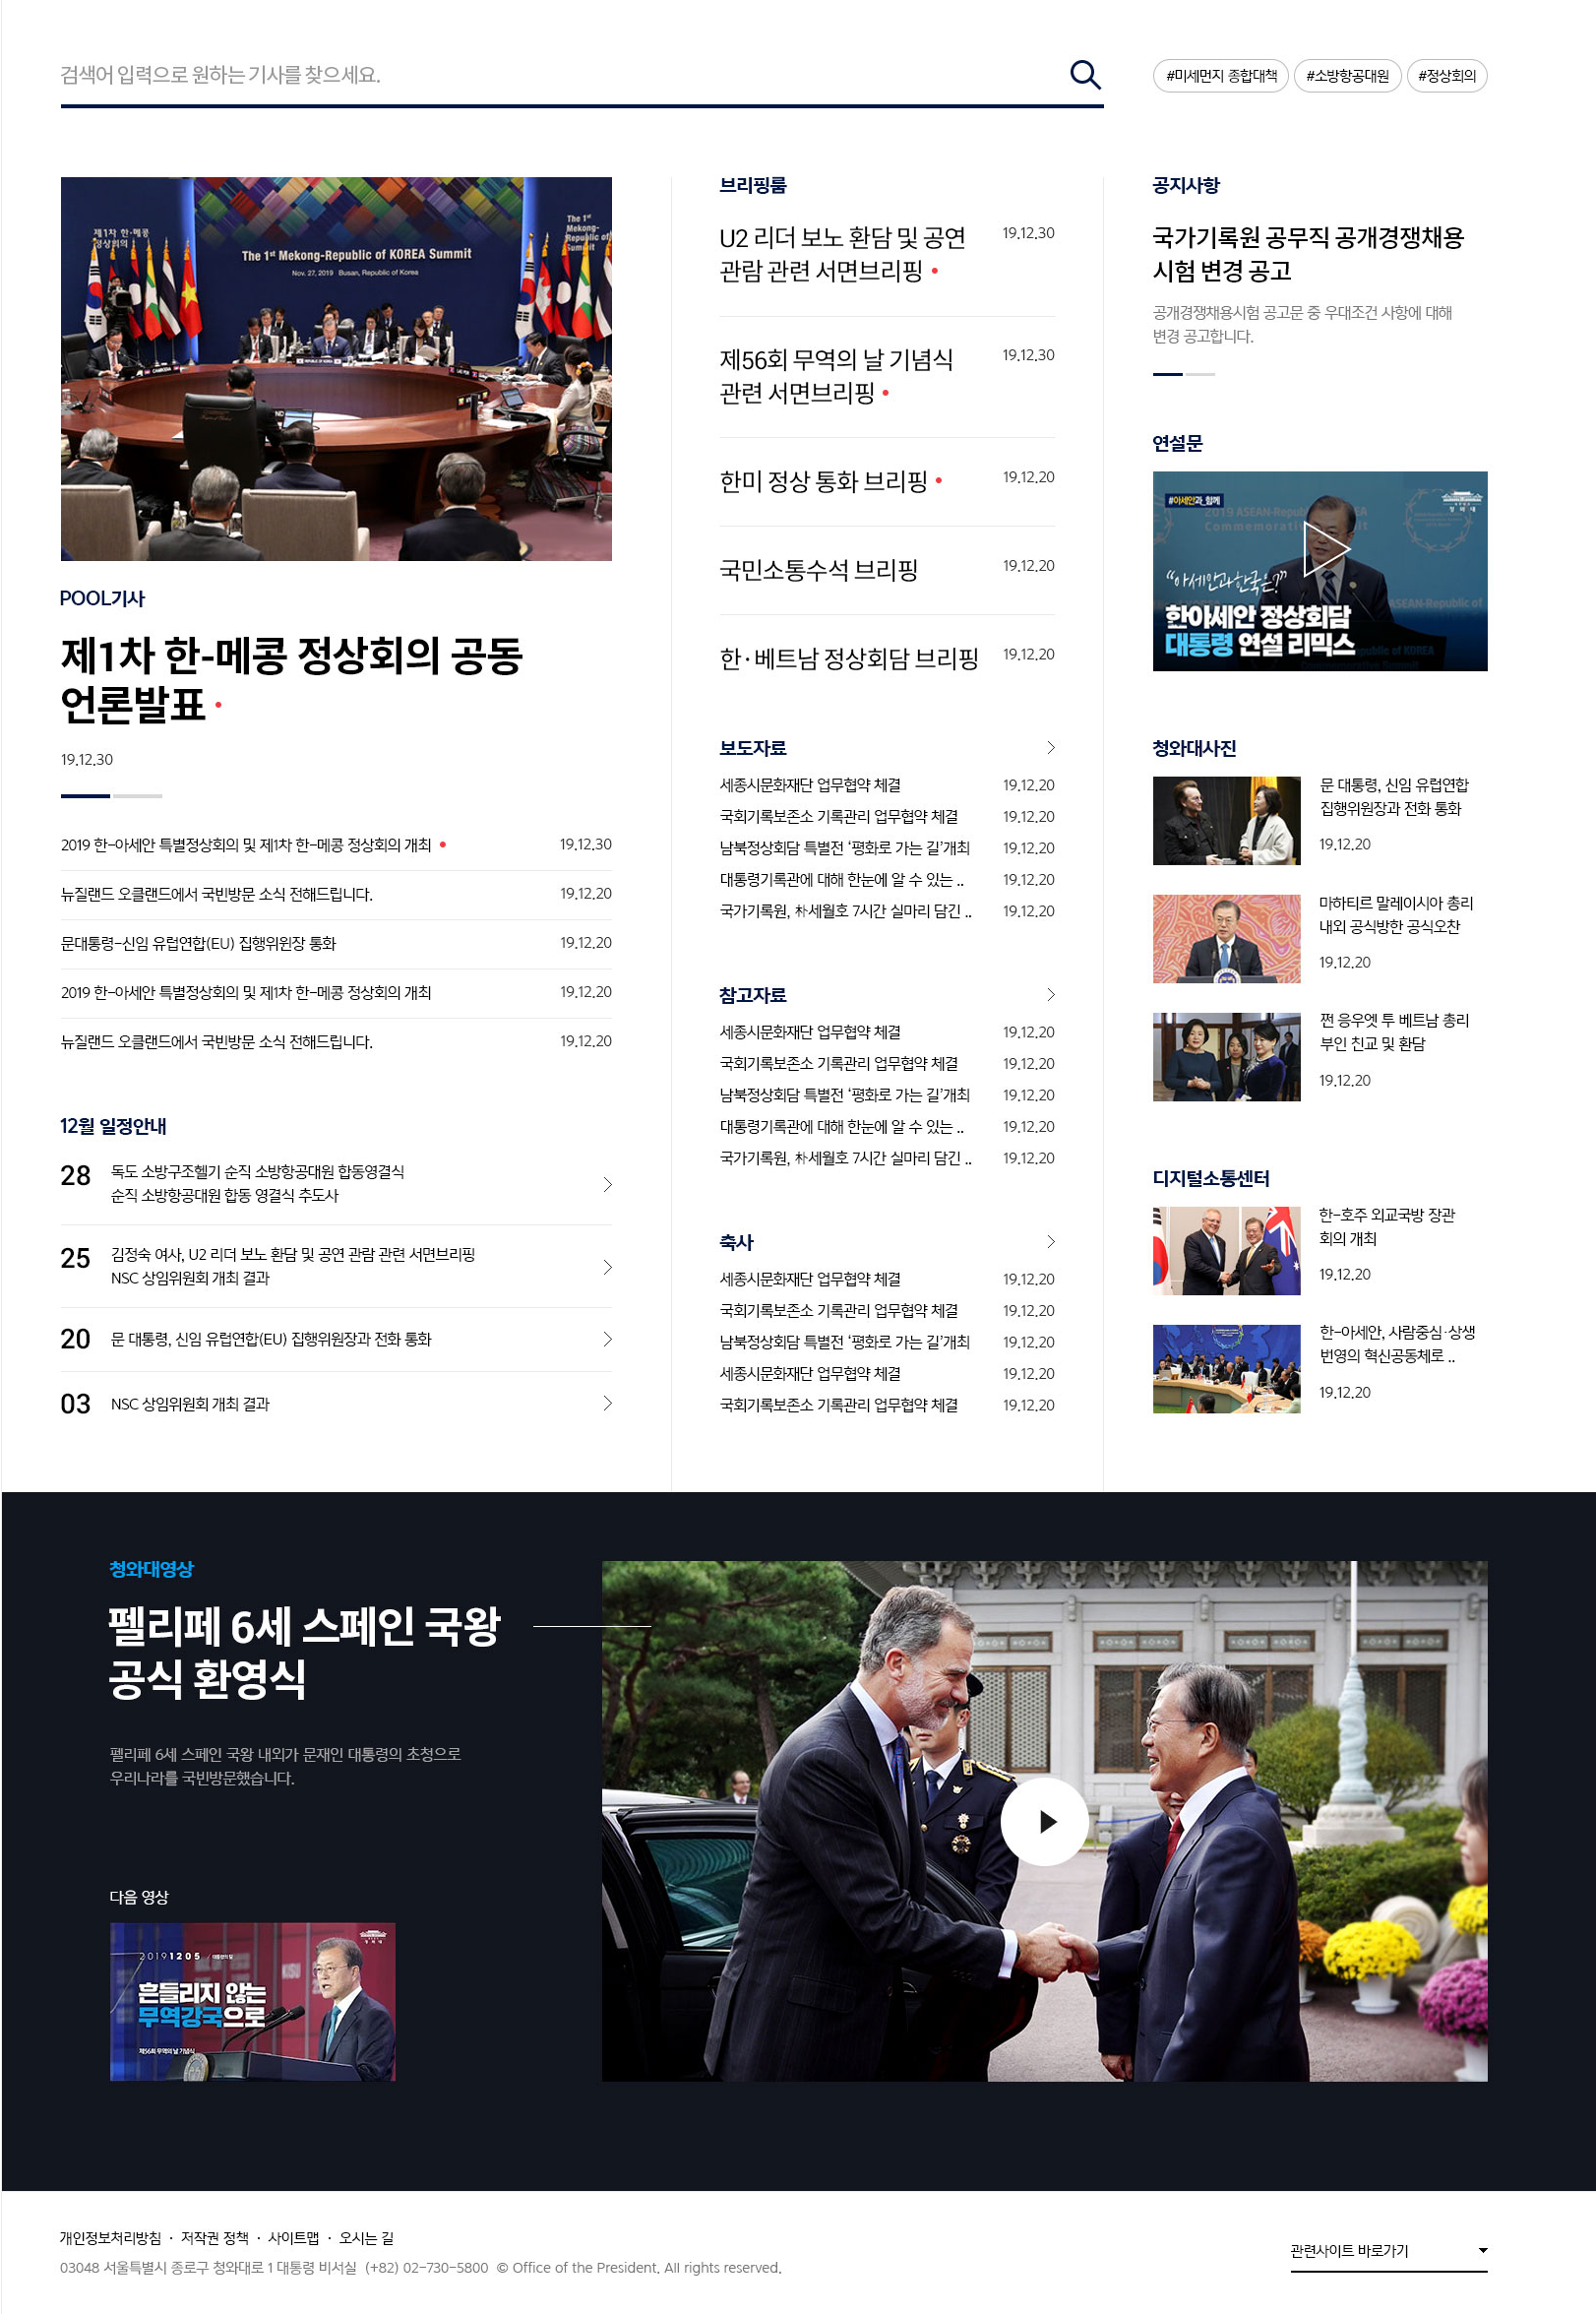 검색어 입력으로 원하는 기사를 찾으세요.
#미세먼지 종합대책
#소방항공대원
#정상회의
제1차 한·메콩
정상회의
The 1st Mekong-Republic of KOREA Summit
Nov. 27, 2019 Busan, Republic of Korea
The 1st
Mekong-
Republic of
POOL기사
제1차 한-메콩 정상회의 공동
언론발표
19.12.30
2019 한-아세안 특별정상회의 및 제1차 한-메콩 정상회의 개최 19.12.30
뉴질랜드 오클랜드에서 국빈방문 소식 전해드립니다. 19.12.20
문대통령-신임 유럽연합(EU) 집행위윈장 통화 19.12.20
2019 한-아세안 특별정상회의 및 제1차 한-메콩 정상회의 개최 19.12.20
뉴질랜드 오클랜드에서 국빈방문 소식 전해드립니다. 19.12.20
12월 일정안내
28 독도 소방구조헬기 순직 소방항공대원 합동영결식
순직 소방항공대원 합동 영결식 추도사
25 김정숙 여사, U2 리더 보노 환담 및 공연 관람 관련 서면브리핑
NSC 상임위원회 개최 결과
20 문 대통령, 신임 유럽연합(EU) 집행위원장과 전화 통화
03 NSC 상임위원회 개최 결과
브리핑룸
U2 리더 보노 환담 및 공연 19.12.30
관람 관련 서면브리핑
제56회 무역의 날 기념식 19.12.30
관련 서면브리핑
한미 정상 통화 브리핑 19.12.20
국민소통수석 브리핑 19.12.20
한·베트남 정상회담 브리핑 19.12.20
보도자료
세종시문화재단 업무협약 체결 19.12.20
국회기록보존소 기록관리 업무협약 체결 19.12.20
남북정상회담 특별전 ‘평화로 가는 길’개최 19.12.20
대통령기록관에 대해 한눈에 알 수 있는 .. 19.12.20
국가기록원, 朴세월호 7시간 실마리 담긴 .. 19.12.20
참고자료
세종시문화재단 업무협약 체결 19.12.20
국회기록보존소 기록관리 업무협약 체결 19.12.20
남북정상회담 특별전 ‘평화로 가는 길’개최 19.12.20
대통령기록관에 대해 한눈에 알 수 있는 .. 19.12.20
국가기록원, 朴세월호 7시간 실마리 담긴 .. 19.12.20
축사
세종시문화재단 업무협약 체결 19.12.20
국회기록보존소 기록관리 업무협약 체결 19.12.20
남북정상회담 특별전 ‘평화로 가는 길’개최 19.12.20
세종시문화재단 업무협약 체결 19.12.20
국회기록보존소 기록관리 업무협약 체결 19.12.20
공지사항
국가기록원 공무직 공개경쟁채용
시험 변경 공고
공개경쟁채용시험 공고문 중 우대조건 사항에 대해
변경 공고합니다.
연설문
#아세안과_함께
청와대
2019 ASEAN-Republic
“아세안과 한국은?”
한아세안 정상회담
대통령 연설 리믹스
청와대사진
문 대통령, 신임 유럽연합
집행위원장과 전화 통화
19.12.20
마하티르 말레이시아 총리
내외 공식방한 공식오찬
19.12.20
쩐 응우엣 투 베트남 총리
부인 친교 및 환담
19.12.20
디지털소통센터
한-호주 외교국방 장관
회의 개최
19.12.20
한-아세안, 사람중심·상생
번영의 혁신공동체로 ..
19.12.20
청와대영상
펠리페 6세 스페인 국왕
공식 환영식
펠리페 6세 스페인 국왕 내외가 문재인 대통령의 초청으로
우리나라를 국빈방문했습니다.
다음 영상
20191205
흔들리지 않는
무역강국으로
제56회 무역의 날 기념식
개인정보처리방침 · 저작권 정책 · 사이트맵 · 오시는 길
03048 서울특별시 종로구 청와대로 1 대통령 비서실 (+82) 02-730-5800 © Office of the President. All rights reserved.
관련사이트 바로가기